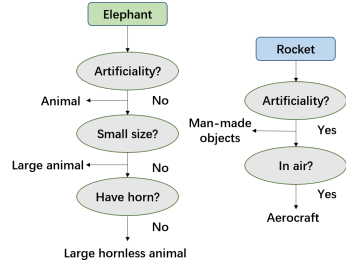 Elephant
Artificiality?
Animal
No
Small size?
Large animal
No
Have horn?
No
Large hornless animal
Rocket
Artificiality?
Man-made
objects
Yes
In air?
Yes
Aerocraft